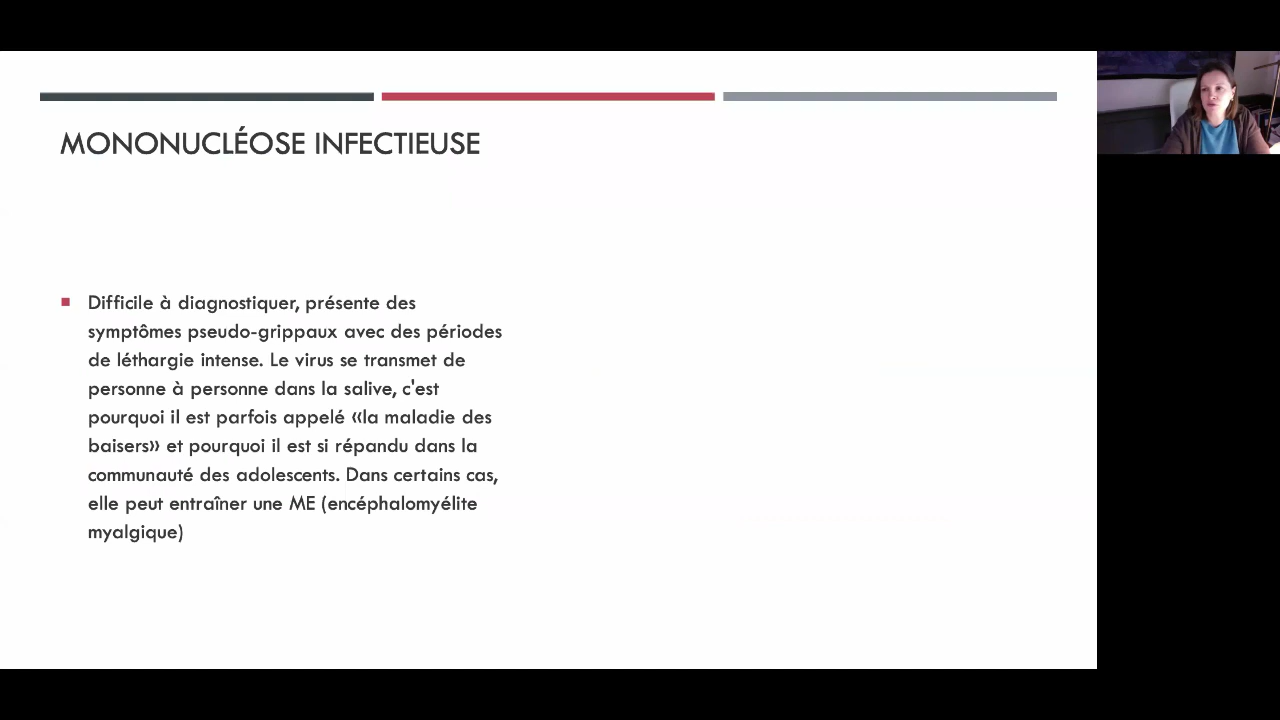 MONONUCLÉOSE INFECTIEUSE
Difficile à diagnostiquer, présente des
symptômes pseudo-grippaux avec des périodes
de léthargie intense. Le virus se transmet de
personne à personne dans la salive, c'est
pourquoi il est parfois appelé «la maladie des
baisers» et pourquoi il est si répandu dans la
communauté des adolescents. Dans certains cas,
elle peut entraîner une ME (encéphalomyélite
myalgique)